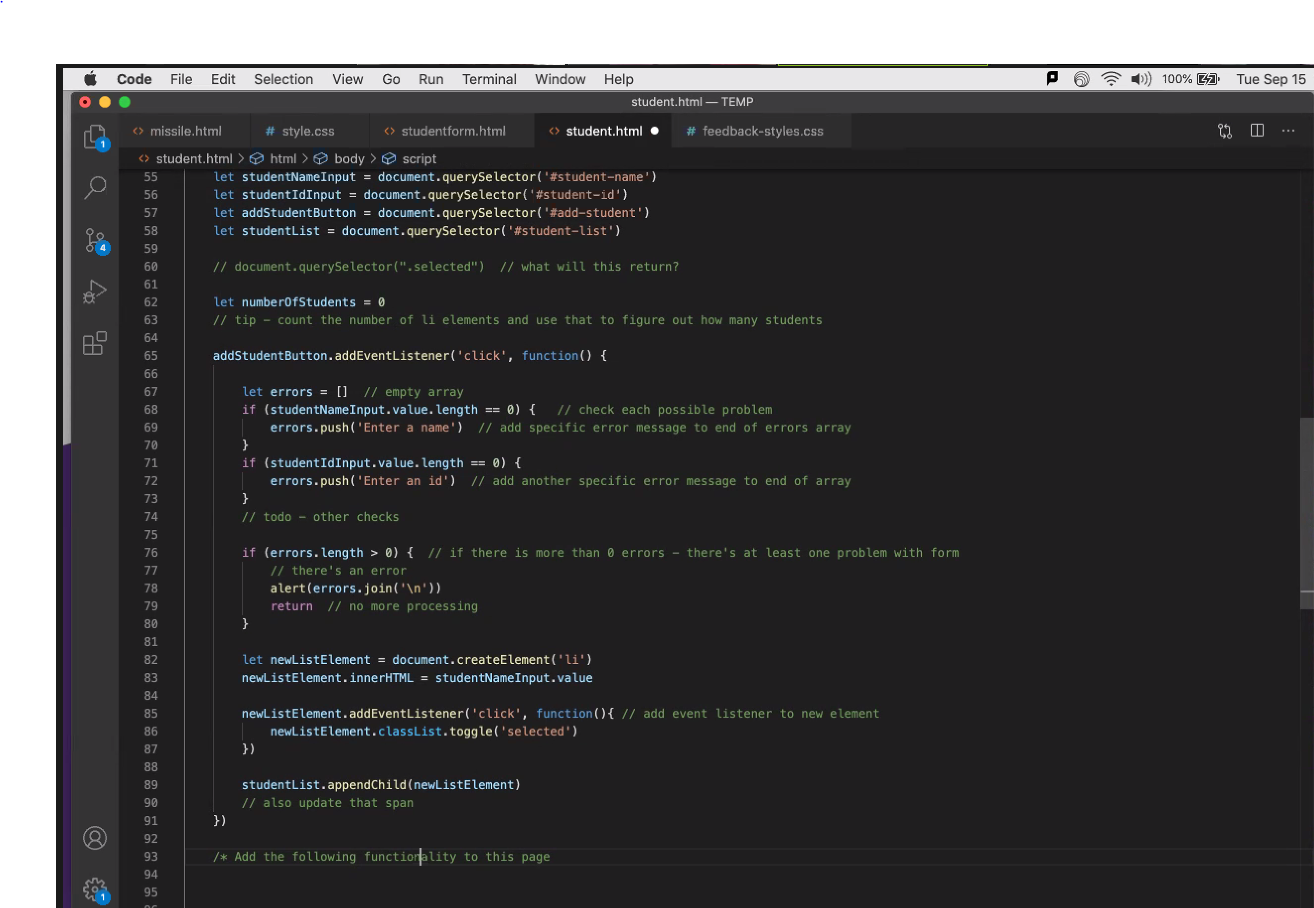 Code File Edit Selection View Go Run Terminal Window Help 100% Tue Sep 15
student.html — TEMP
missile.html # style.css studentform.html student.html # feedback-styles.css
student.html > html > body > script
55 let studentNameInput = document.querySelector('#student-name')
56 let studentIdInput = document.querySelector('#student-id')
57 let addStudentButton = document.querySelector('#add-student')
58 let studentList = document.querySelector('#student-list')
59
60 // document.querySelector(".selected") // what will this return?
61
62 let numberOfStudents = 0
63 // tip – count the number of li elements and use that to figure out how many students
64
65 addStudentButton.addEventListener('click', function() {
66
67 let errors = [] // empty array
68 if (studentNameInput.value.length == 0) { // check each possible problem
69 errors.push('Enter a name') // add specific error message to end of errors array
70 }
71 if (studentIdInput.value.length == 0) {
72 errors.push('Enter an id') // add another specific error message to end of array
73 }
74 // todo – other checks
75
76 if (errors.length > 0) { // if there is more than 0 errors – there's at least one problem with form
77 // there's an error
78 alert(errors.join('\n'))
79 return // no more processing
80 }
81
82 let newListElement = document.createElement('li')
83 newListElement.innerHTML = studentNameInput.value
84
85 newListElement.addEventListener('click', function(){ // add event listener to new element
86 newListElement.classList.toggle('selected')
87 })
88
89 studentList.appendChild(newListElement)
90 // also update that span
91 })
92
93 /* Add the following functionality to this page
94
95
1
4
1